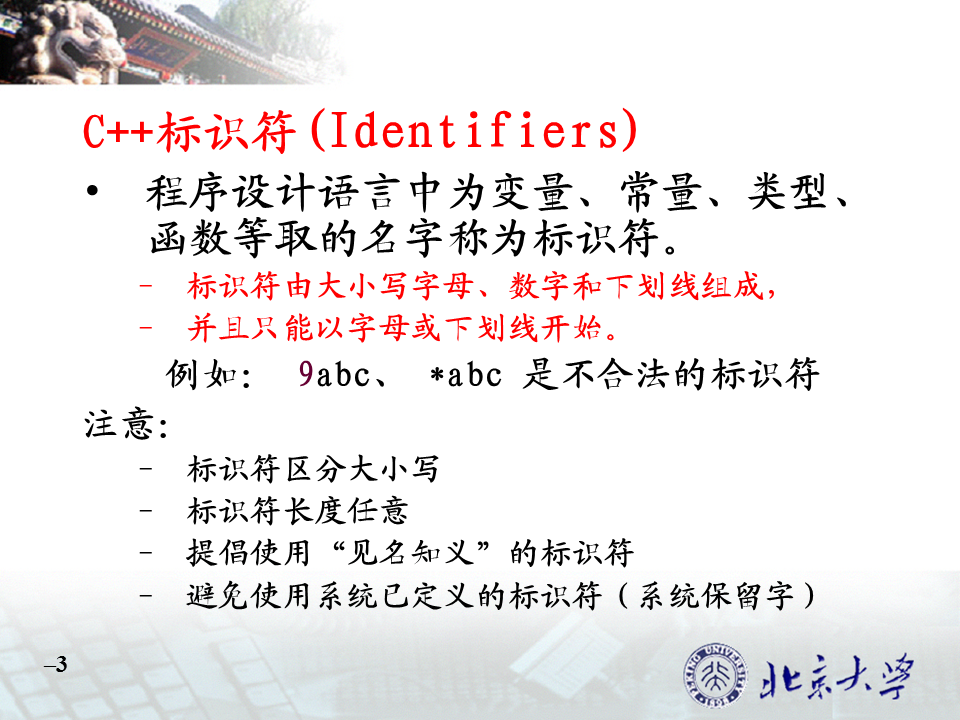 C++标识符(Identifiers)
• 程序设计语言中为变量、常量、类型、
函数等取的名字称为标识符。
– 标识符由大小写字母、数字和下划线组成，
– 并且只能以字母或下划线开始。
例如： 9abc、 *abc 是不合法的标识符
注意：
– 标识符区分大小写
– 标识符长度任意
– 提倡使用“见名知义”的标识符
– 避免使用系统已定义的标识符（系统保留字）
–3
PEKING UNIVERSITY
1898
北京大学